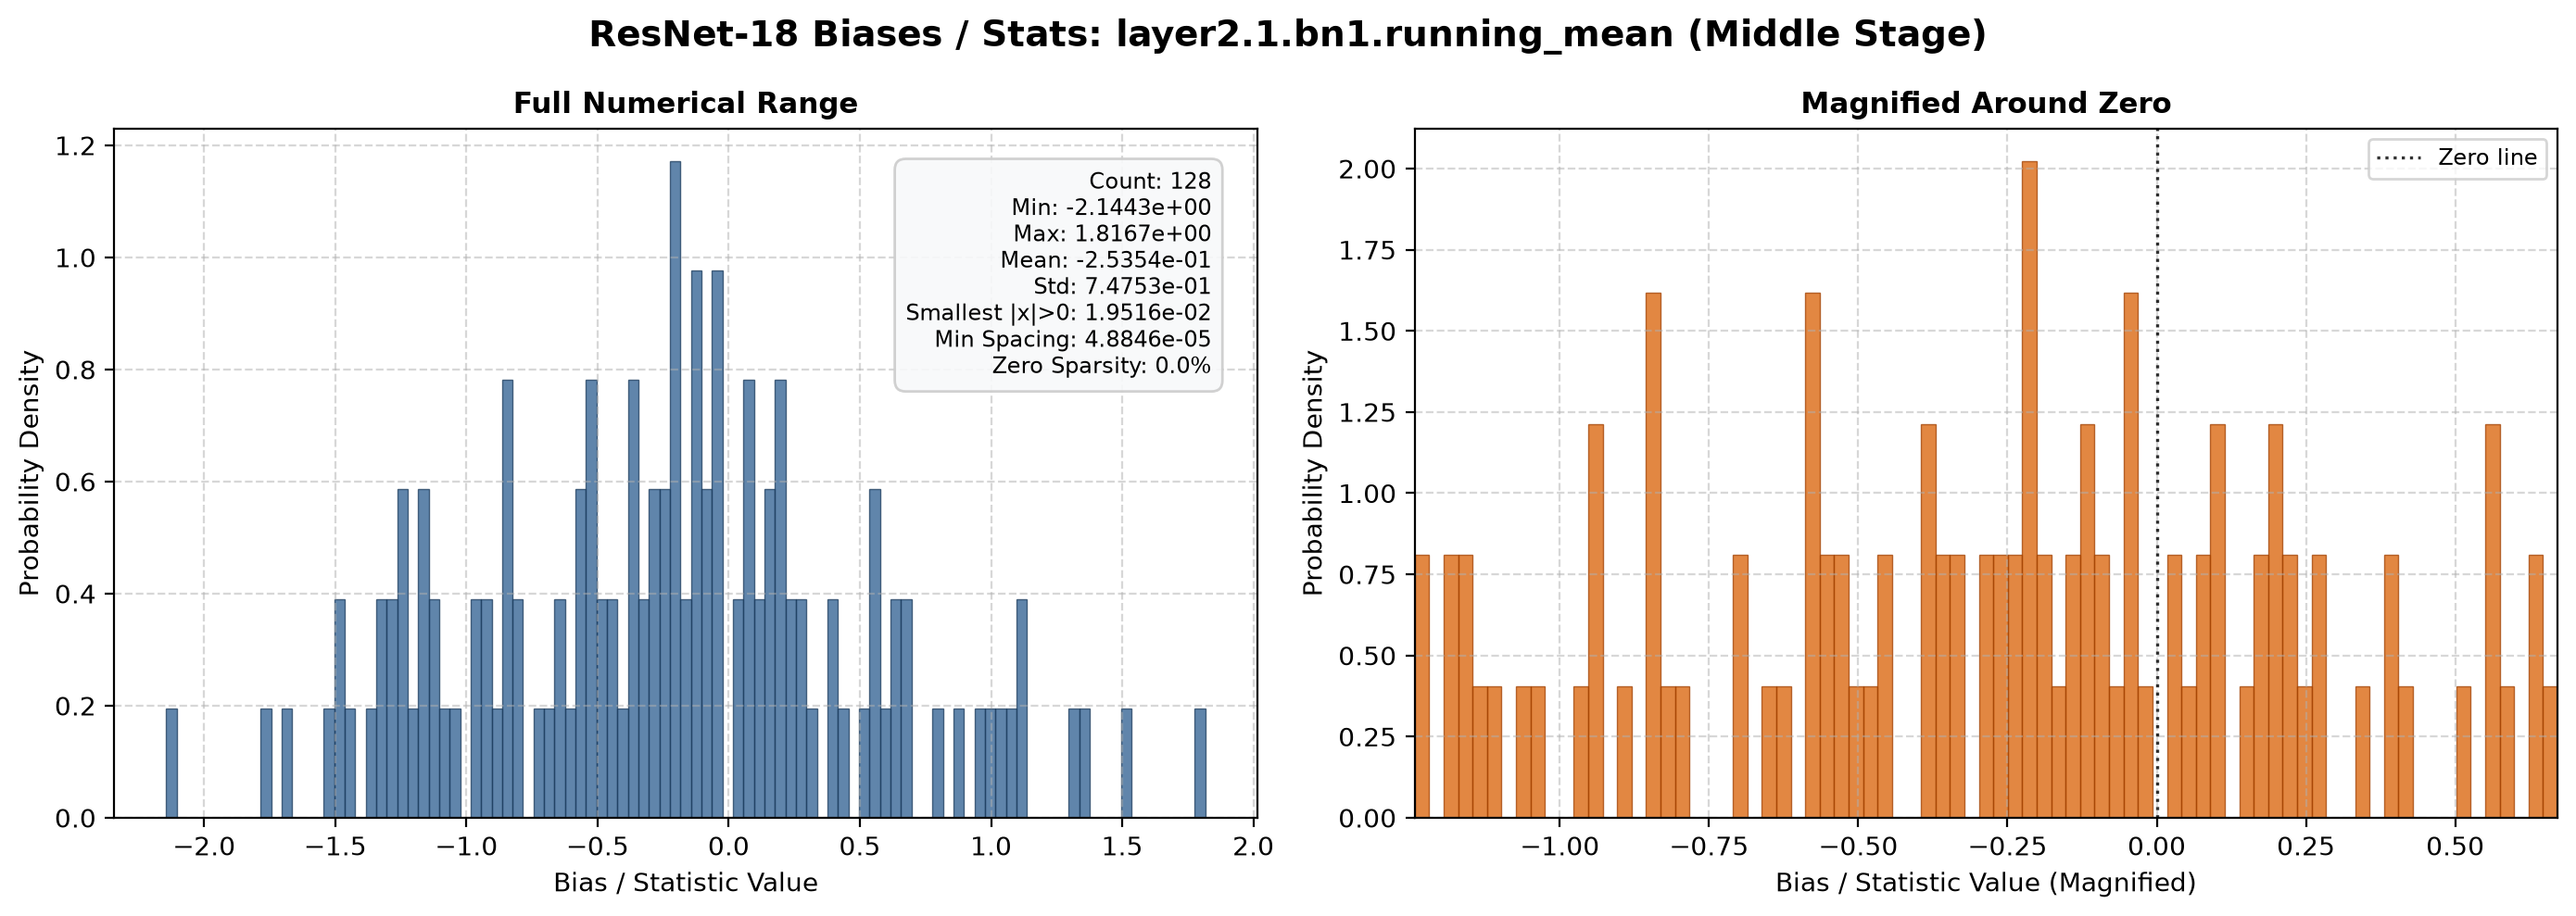 ResNet-18 Biases / Stats: layer2.1.bn1.running_mean (Middle Stage)
Full Numerical Range
Probability Density
1.2
1.0
0.8
0.6
0.4
0.2
0.0
Count: 128
Min: -2.1443e+00
Max: 1.8167e+00
Mean: -2.5354e-01
Std: 7.4753e-01
Smallest |x|>0: 1.9516e-02
Min Spacing: 4.8846e-05
Zero Sparsity: 0.0%
−2.0 −1.5 −1.0 −0.5 0.0 0.5 1.0 1.5 2.0
Bias / Statistic Value
Magnified Around Zero
Probability Density
2.00
1.75
1.50
1.25
1.00
0.75
0.50
0.25
0.00
Zero line
−1.00 −0.75 −0.50 −0.25 0.00 0.25 0.50
Bias / Statistic Value (Magnified)